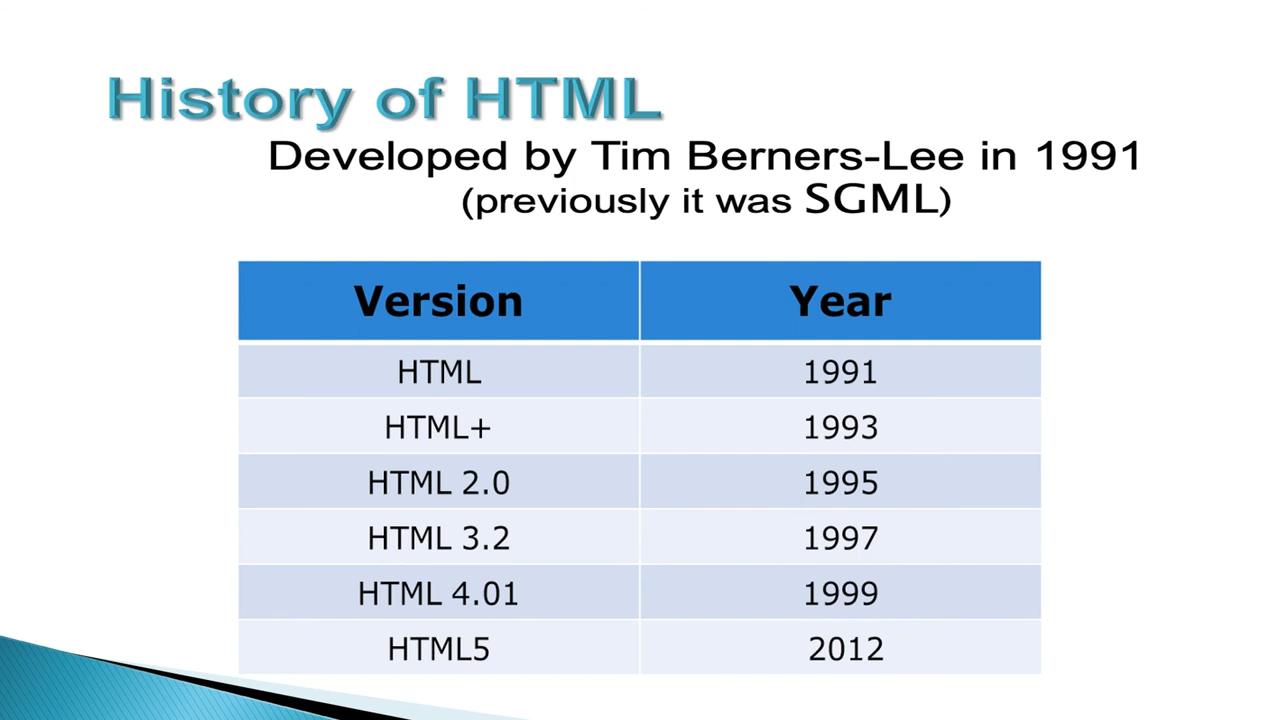 History of HTML
Developed by Tim Berners-Lee in 1991
(previously it was SGML)
Version Year
HTML 1991
HTML+ 1993
HTML 2.0 1995
HTML 3.2 1997
HTML 4.01 1999
HTML5 2012